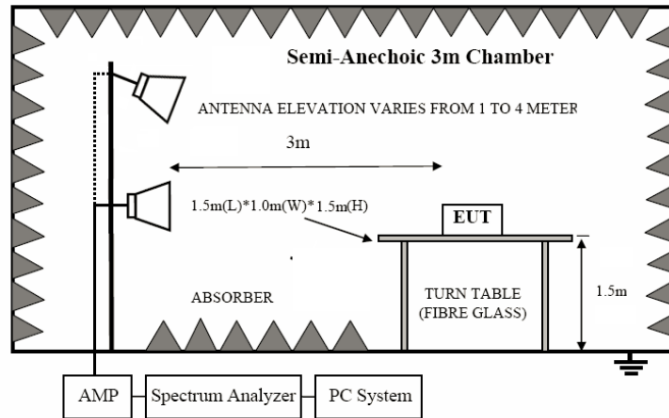 Semi-Anechoic 3m Chamber
ANTENNA ELEVATION VARIES FROM 1 TO 4 METER
3m
1.5m(L)*1.0m(W)*1.5m(H)
EUT
ABSORBER
TURN TABLE
(FIBRE GLASS)
1.5m
AMP
Spectrum Analyzer
PC System